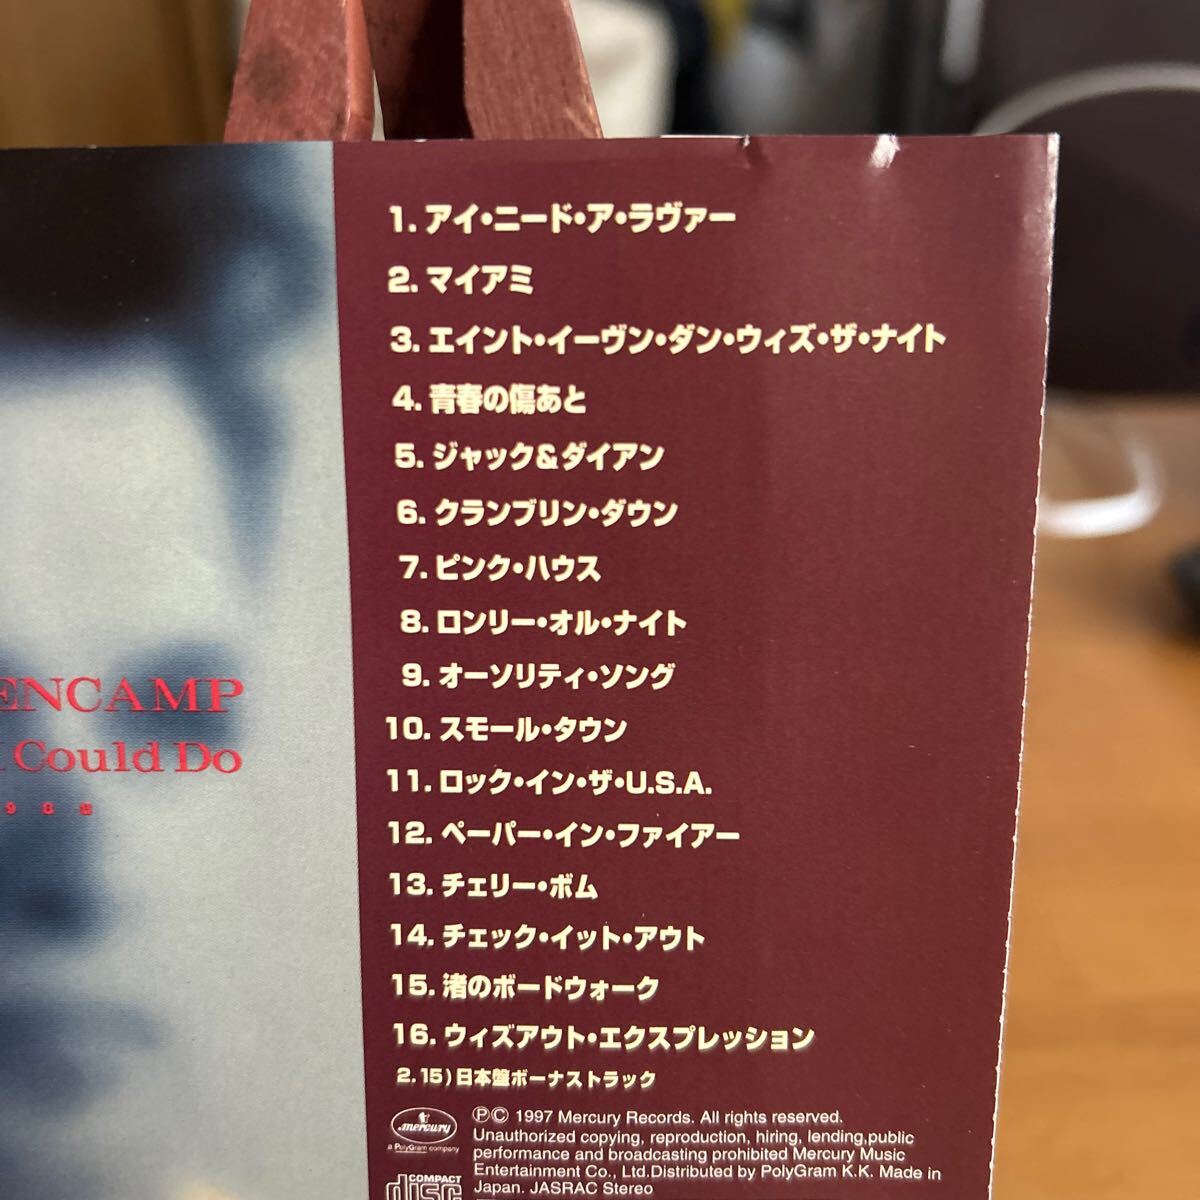 1. アイ・ニード・ア・ラヴァー
2. マイアミ
3. エイント・イーヴン・ダン・ウィズ・ザ・ナイト
4. 青春の傷あと
5. ジャック&ダイアン
6. クランブリン・ダウン
7. ピンク・ハウス
8. ロンリー・オル・ナイト
9. オーソリティ・ソング
10. スモール・タウン
11. ロック・イン・ザ・U.S.A.
12. ペーパー・イン・ファイアー
13. チェリー・ボム
14. チェック・イット・アウト
15. 渚のボードウォーク
16. ウィズアウト・エクスプレッション
2. 15) 日本盤ボーナストラック
ENCAMP
Could Do
mercury
a PolyGram company
COMPACT
disc
ⓅⒸ 1997 Mercury Records. All rights reserved.
Unauthorized copying, reproduction, hiring, lending,public
performance and broadcasting prohibited Mercury Music
Entertainment Co., Ltd.Distributed by PolyGram K.K. Made in
Japan. JASRAC Stereo